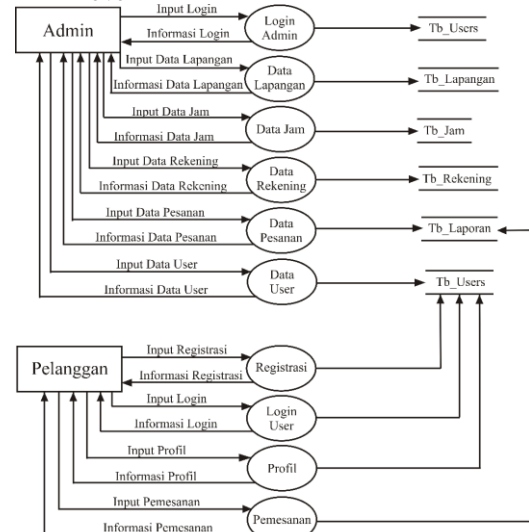 Admin
Input Login
Informasi Login
Login
Admin
Tb_Users
Input Data Lapangan
Informasi Data Lapangan
Data
Lapangan
Tb_Lapangan
Input Data Jam
Informasi Data Jam
Data Jam
Tb_Jam
Input Data Rekening
Informasi Data Rekening
Data
Rekening
Tb_Rekening
Input Data Pesanan
Informasi Data Pesanan
Data
Pesanan
Tb_Laporan
Input Data User
Informasi Data User
Data
User
Tb_Users
Pelanggan
Input Registrasi
Informasi Registrasi
Registrasi
Input Login
Informasi Login
Login
User
Input Profil
Informasi Profil
Profil
Input Pemesanan
Informasi Pemesanan
Pemesanan